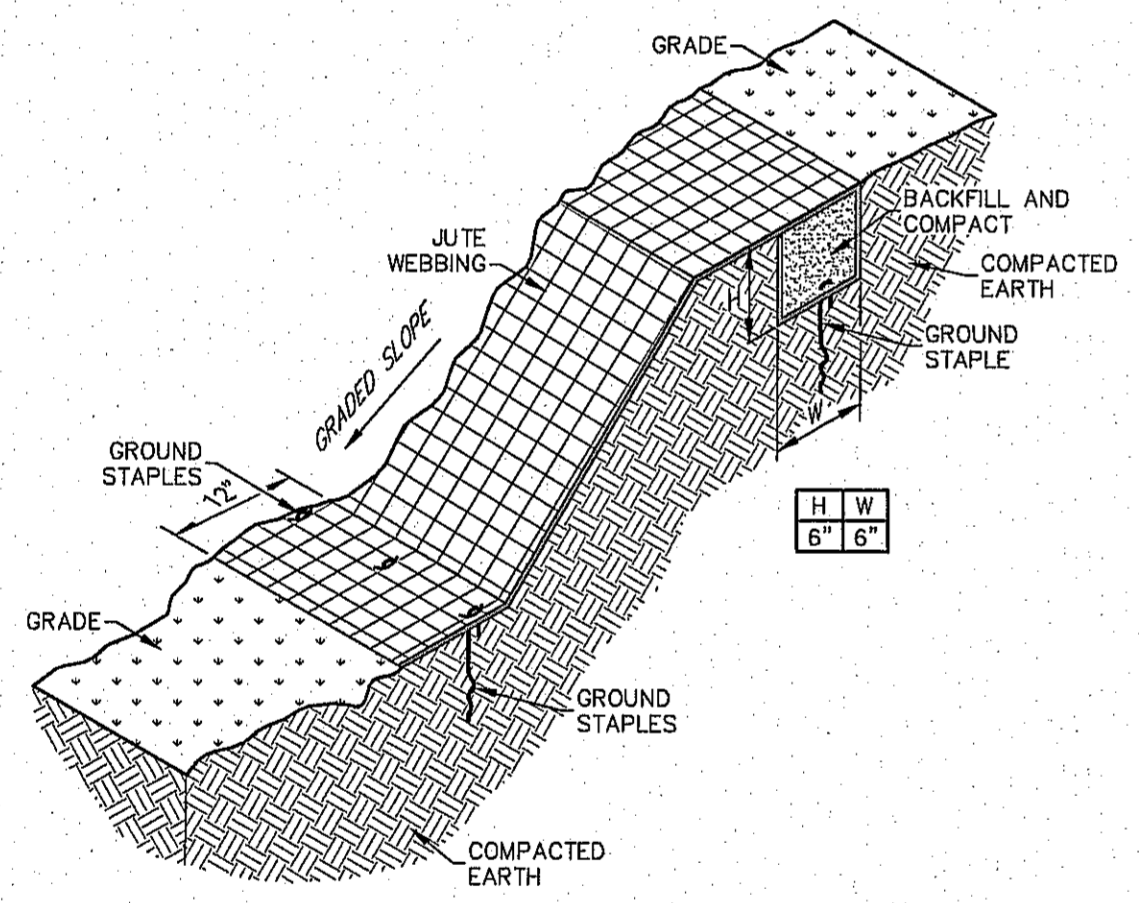 GRADE
BACKFILL AND
COMPACT
JUTE
WEBBING
COMPACTED
EARTH
H
GROUND
STAPLE
GRADED SLOPE
W
GROUND
STAPLES
12"
H W
6" 6"
GRADE
GROUND
STAPLES
COMPACTED
EARTH